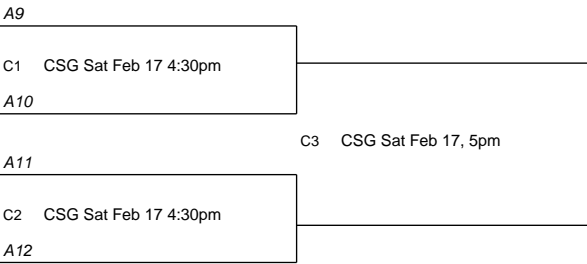 A9
C1 CSG Sat Feb 17 4:30pm
A10
C3 CSG Sat Feb 17, 5pm
A11
C2 CSG Sat Feb 17 4:30pm
A12